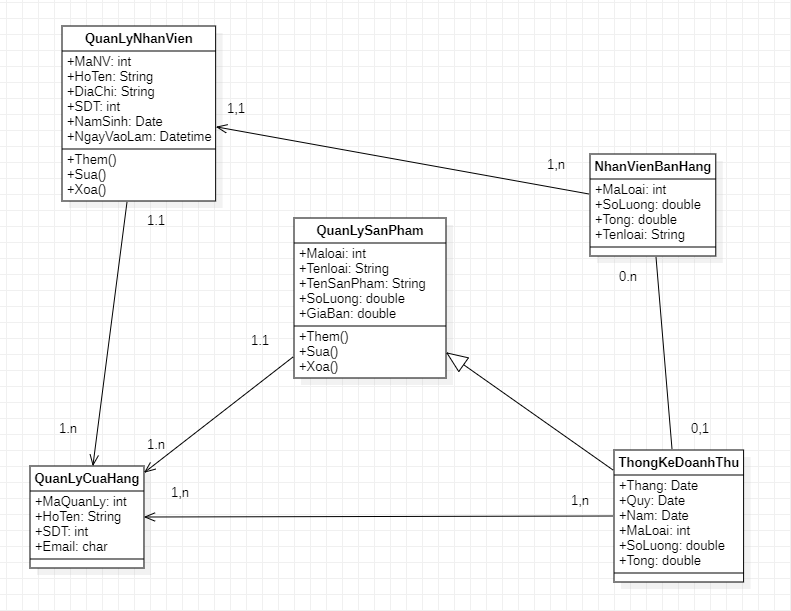 QuanLyNhanVien
+MaNV: int
+HoTen: String
+DiaChi: String
+SDT: int
+NamSinh: Date
+NgayVaoLam: Datetime
+Them()
+Sua()
+Xoa()
1,1
1,n
NhanVienBanHang
+MaLoai: int
+SoLuong: double
+Tong: double
+Tenloai: String
1.1
QuanLySanPham
+Maloai: int
+Tenloai: String
+TenSanPham: String
+SoLuong: double
+GiaBan: double
+Them()
+Sua()
+Xoa()
0.n
1.1
1.n
1.n
0,1
QuanLyCuaHang
+MaQuanLy: int
+HoTen: String
+SDT: int
+Email: char
1,n
1,n
ThongKeDoanhThu
+Thang: Date
+Quy: Date
+Nam: Date
+MaLoai: int
+SoLuong: double
+Tong: double